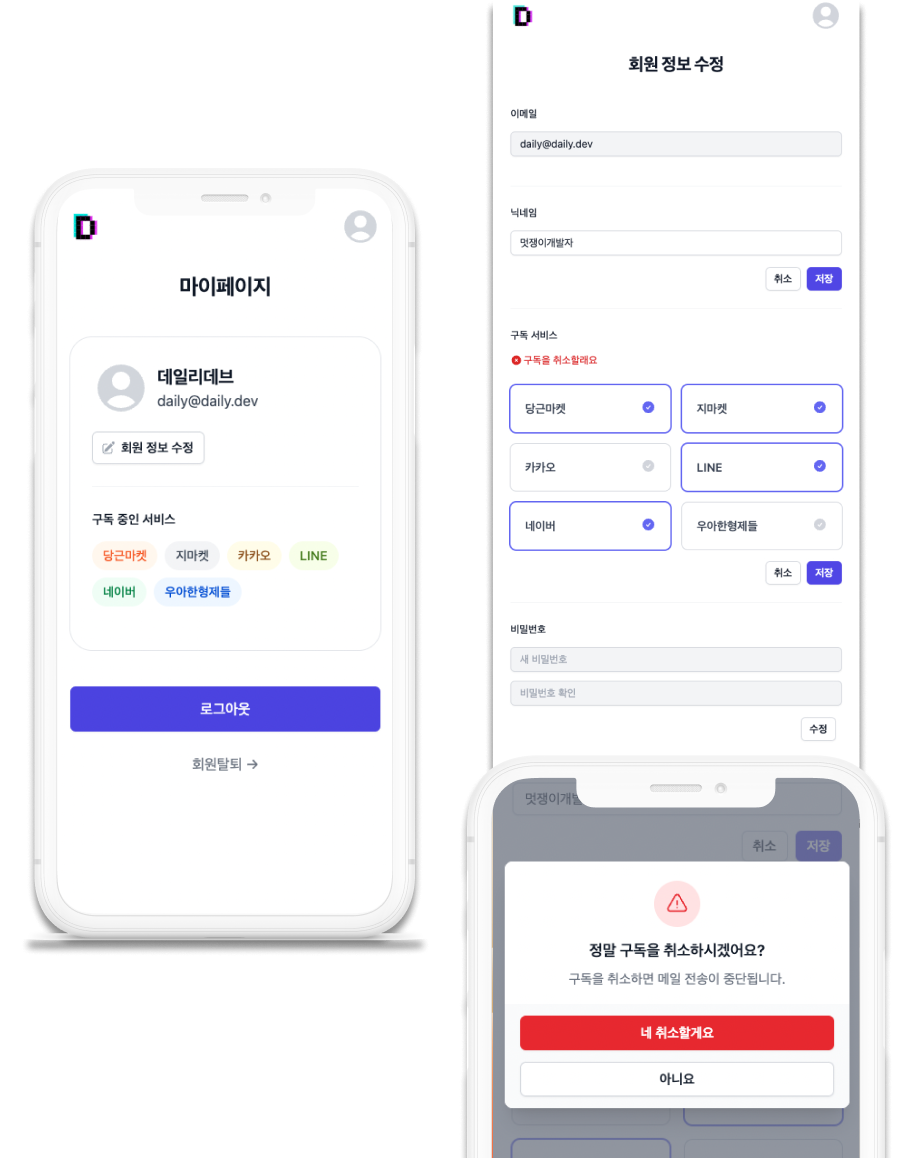 D
마이페이지
데일리데브
daily@daily.dev
회원 정보 수정
구독 중인 서비스
당근마켓 지마켓 카카오 LINE
네이버 우아한형제들
로그아웃
회원탈퇴 →
D
회원 정보 수정
이메일
daily@daily.dev
닉네임
멋쟁이개발자
취소 저장
구독 서비스
구독을 취소할래요
당근마켓 지마켓
카카오 LINE
네이버 우아한형제들
취소 저장
비밀번호
새 비밀번호
비밀번호 확인
수정
멋쟁이개발
취소 저장
정말 구독을 취소하시겠어요?
구독을 취소하면 메일 전송이 중단됩니다.
네 취소할게요
아니요